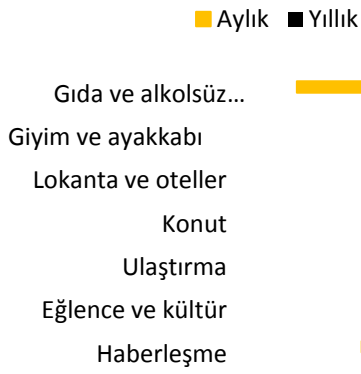 Aylık Yıllık
Gıda ve alkolsüz…
Giyim ve ayakkabı
Lokanta ve oteller
Konut
Ulaştırma
Eğlence ve kültür
Haberleşme